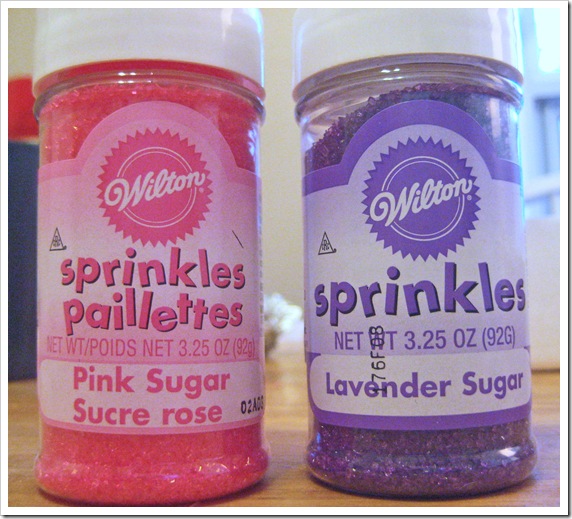 Wilton
sprinkles
paillettes
NET WT/POIDS NET 3.25 OZ (92g)
Pink Sugar
Sucre rose
Wilton
sprinkles
NET WT 3.25 OZ (92G)
Lavender Sugar